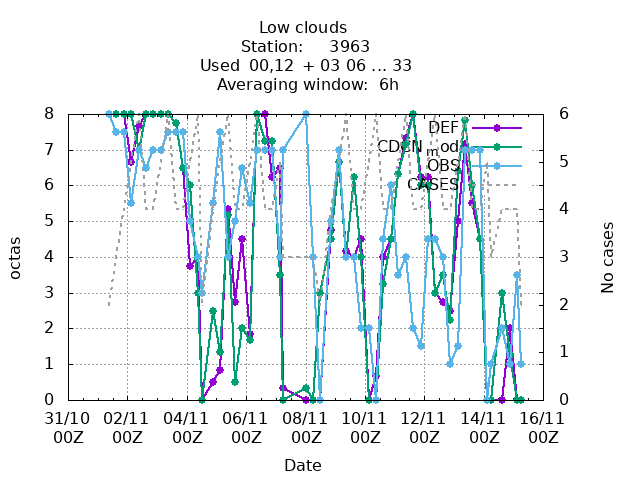 Low clouds
Station: 3963
Used 00,12 + 03 06 ... 33
Averaging window: 6h
8
7
6
5
4
3
2
1
0
octas
6
5
4
3
2
1
0
No cases
DEF
CDCN_mod
OBS
CASES
31/10 02/11 04/11 06/11 08/11 10/11 12/11 14/11 16/11
00Z 00Z 00Z 00Z 00Z 00Z 00Z 00Z 00Z
Date